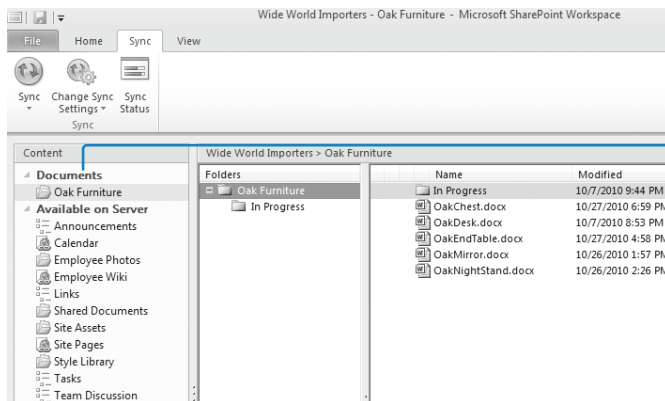 Wide World Importers - Oak Furniture - Microsoft SharePoint Workspace
File Home Sync View
Sync Change Sync Settings Sync Status
Sync
Content
Documents
Oak Furniture
Available on Server
Announcements
Calendar
Employee Photos
Employee Wiki
Links
Shared Documents
Site Assets
Site Pages
Style Library
Tasks
Team Discussion
Wide World Importers > Oak Furniture
Folders
Oak Furniture
In Progress
Name Modified
In Progress 10/7/2010 9:44 PM
OakChest.docx 10/27/2010 6:59 PM
OakDesk.docx 10/7/2010 8:53 PM
OakEndTable.docx 10/27/2010 4:58 PM
OakMirror.docx 10/26/2010 1:57 PM
OakNightStand.docx 10/26/2010 2:26 PM